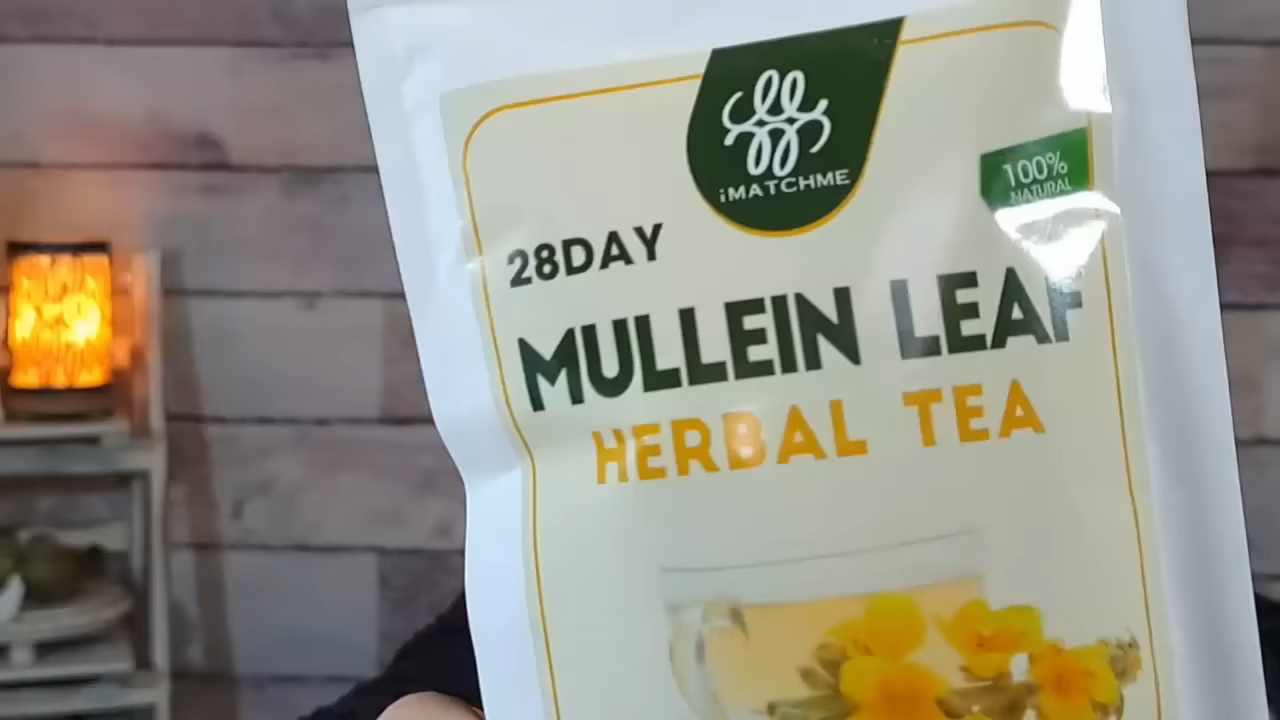 iMATCHME
100%
NATURAL
28DAY
MULLEIN LEAF
HERBAL TEA